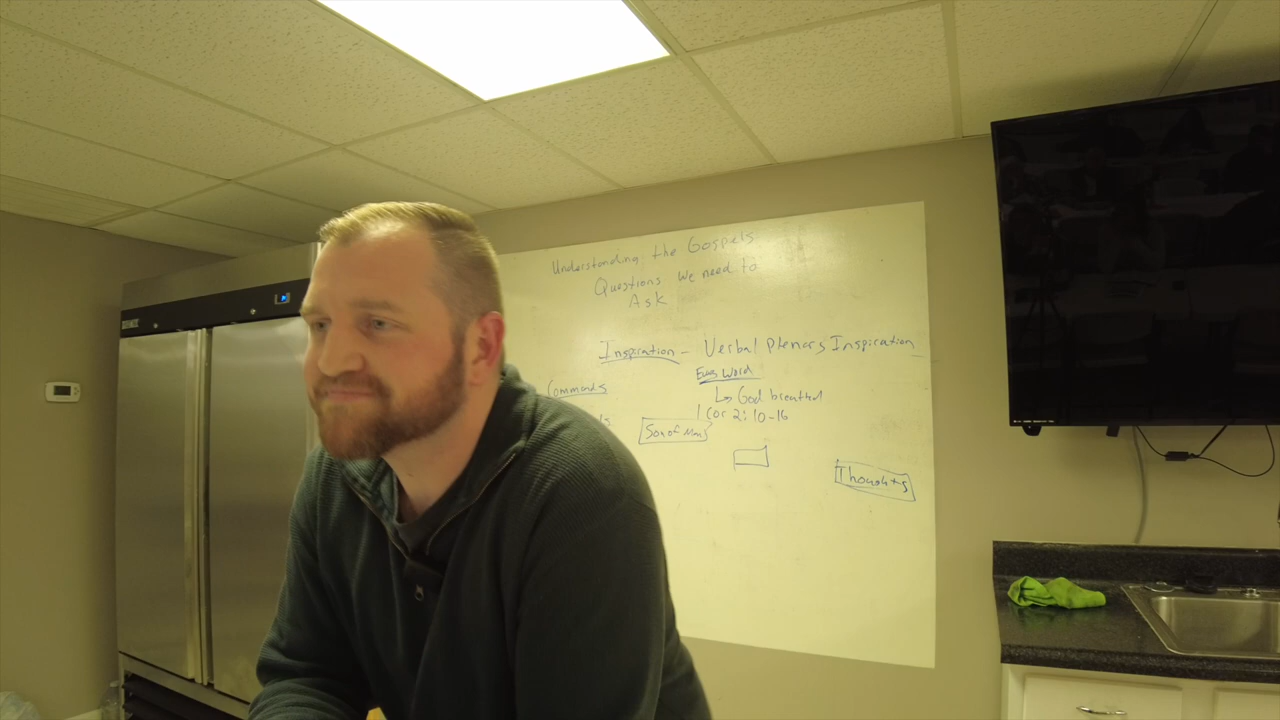 Understanding the Gospels
Questions we need to
Ask
Inspiration - Verbal Plenary Inspiration
Every word
Commands
↳ God breathed
1 Cor 2:10-16
Son of Man
Thoughts